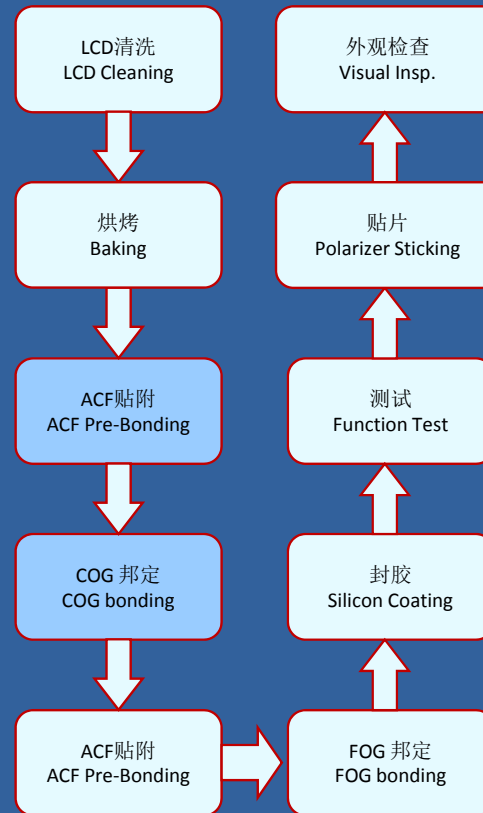 LCD清洗
LCD Cleaning
烘烤
Baking
ACF贴附
ACF Pre-Bonding
COG 邦定
COG bonding
ACF贴附
ACF Pre-Bonding
FOG 邦定
FOG bonding
封胶
Silicon Coating
测试
Function Test
贴片
Polarizer Sticking
外观检查
Visual Insp.